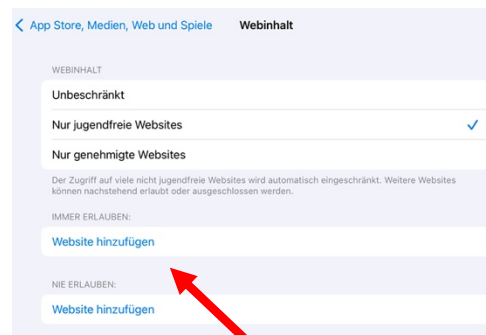 App Store, Medien, Web und Spiele Webinhalt
WEBINHALT
Unbeschränkt
Nur jugendfreie Websites
Nur genehmigte Websites
Der Zugriff auf viele nicht jugendfreie Websites wird automatisch eingeschränkt. Weitere Websites
können nachstehend erlaubt oder ausgeschlossen werden.
IMMER ERLAUBEN:
Website hinzufügen
NIE ERLAUBEN:
Website hinzufügen